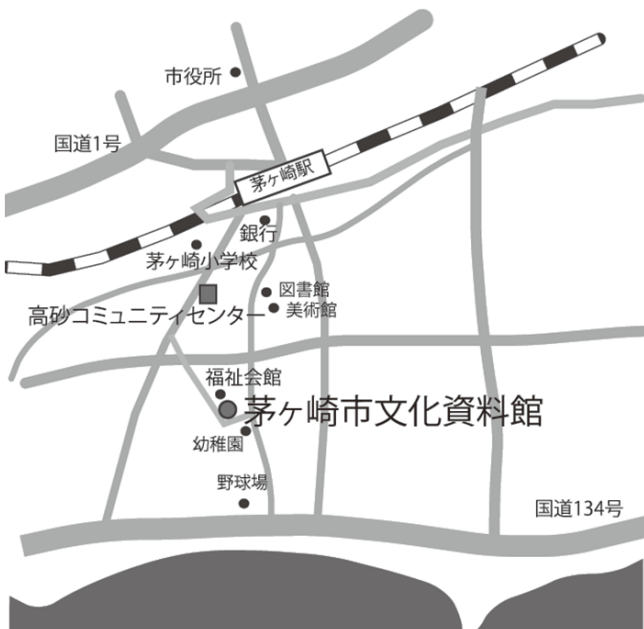 市役所
国道1号
茅ヶ崎駅
銀行
茅ヶ崎小学校
図書館
美術館
高砂コミュニティセンター
福祉会館
茅ヶ崎市文化資料館
幼稚園
野球場
国道134号